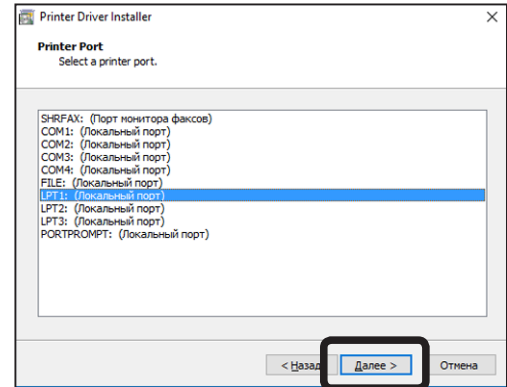 Printer Driver Installer
Printer Port
Select a printer port.
SHRFAX: (Порт монитора факсов)
COM1: (Локальный порт)
COM2: (Локальный порт)
COM3: (Локальный порт)
COM4: (Локальный порт)
FILE: (Локальный порт)
LPT1: (Локальный порт)
LPT2: (Локальный порт)
LPT3: (Локальный порт)
PORTPROMPT: (Локальный порт)
< Назад Далее > Отмена